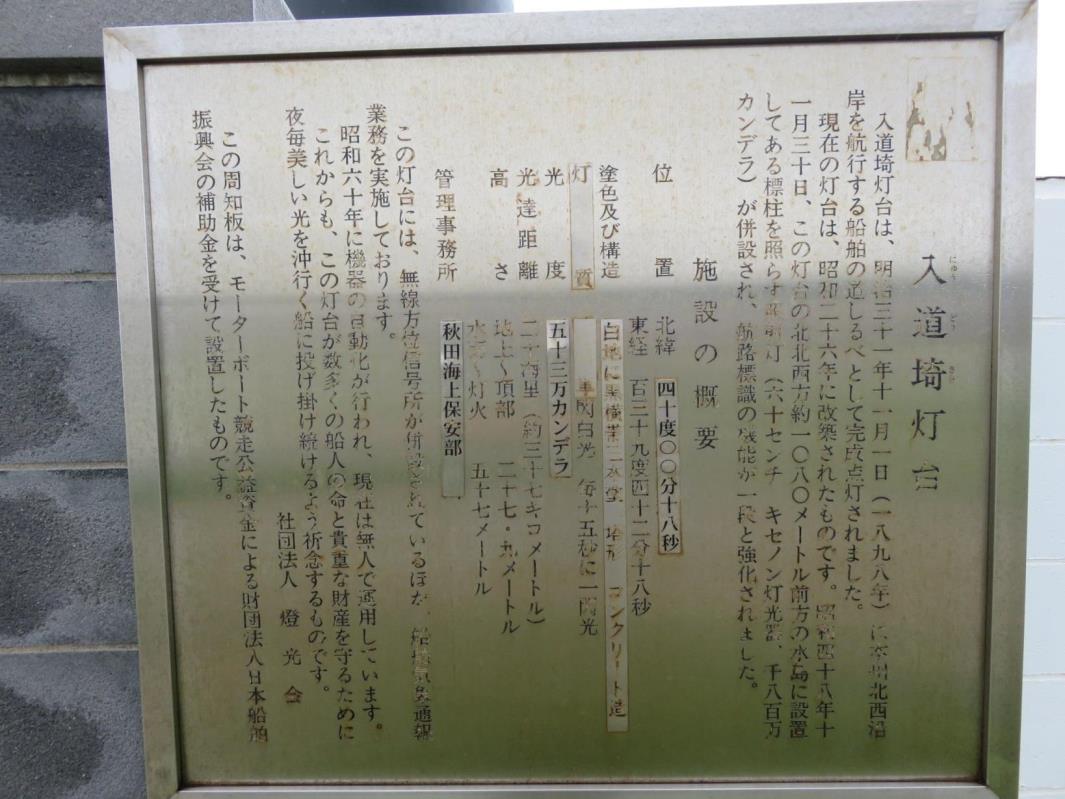 入道埼灯台
にゅう どう さき
入道埼灯台は、明治三十一年十一月一日（一八九八年）に本州北西沿
岸を航行する船舶の道しるべとして完成点灯されました。
現在の灯台は、昭和二十六年に改築されたものです。昭和四十八年十
一月三十日、この灯台の北北西方約一〇八〇メートル前方の水島に設置
してある標柱を照らす照明灯（六十センチ キセノン灯光器、千八百万
カンデラ）が併設され、航路標識の機能が一段と強化されました。
施設の概要
位置 北緯 四十度〇〇分十八秒
東経 百三十九度四十二分十八秒
塗色及び構造 白地に黒横帯三本塗 塔形 コンクリート造
灯質 単閃白光 毎十五秒に一閃光
光度 五十三万カンデラ
光達距離 二十海里（約三十七キロメートル）
高さ 地上～頂部 二十七・九メートル
水面～灯火 五十七メートル
管理事務所 秋田海上保安部
この灯台には、無線方位信号所が併設されているほか、船舶気象通報
業務を実施しております。
昭和六十年に機器の自動化が行われ、現在は無人で運用しています。
これからも、この灯台が数多くの船人の命と貴重な財産を守るために
夜毎美しい光を沖行く船に投げ掛け続けるよう祈念するものです。
社団法人 燈光会
この周知板は、モーターボート競走公益資金による財団法人日本船舶
振興会の補助金を受けて設置したものです。